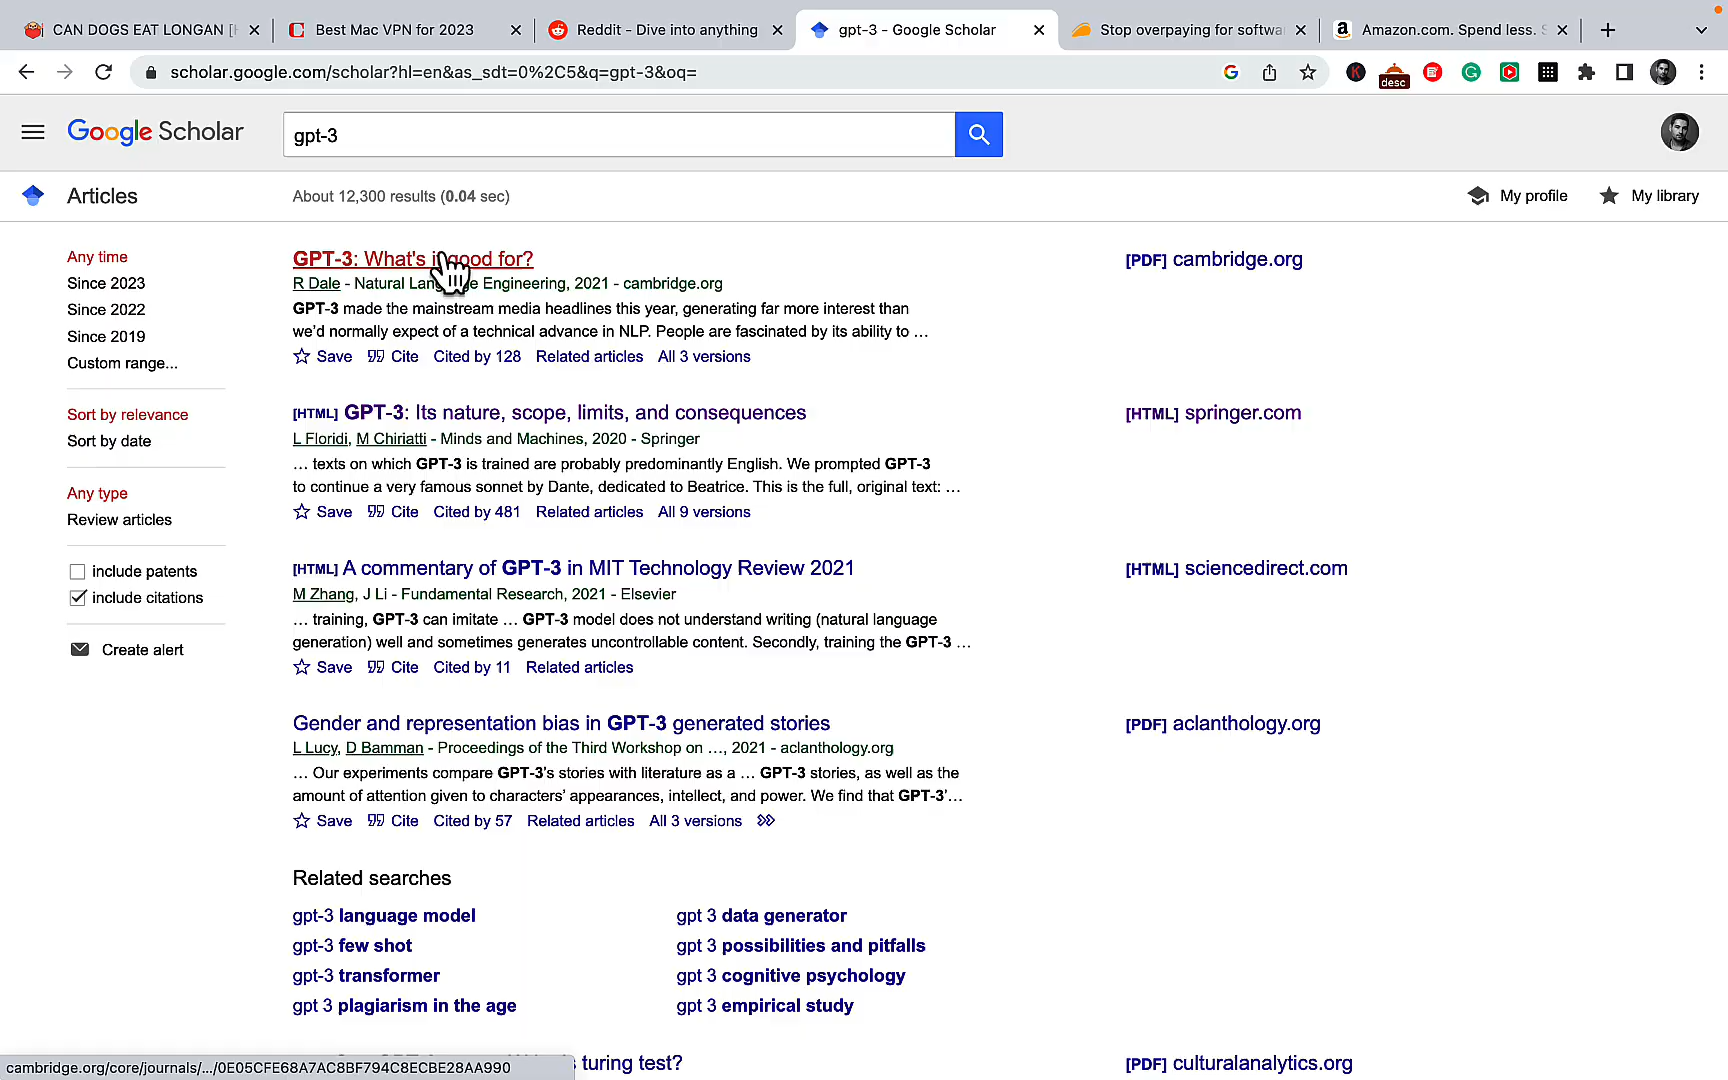 CAN DOGS EAT LONGAN [
Best Mac VPN for 2023
Reddit - Dive into anything
gpt-3 - Google Scholar
Stop overpaying for softwa
Amazon.com. Spend less. S
scholar.google.com/scholar?hl=en&as_sdt=0%2C5&q=gpt-3&oq=
desc
Google Scholar
gpt-3
Articles
About 12,300 results (0.04 sec)
My profile
My library
Any time
Since 2023
Since 2022
Since 2019
Custom range...
Sort by relevance
Sort by date
Any type
Review articles
include patents
include citations
Create alert
GPT-3: What's it good for?
[PDF] cambridge.org
R Dale - Natural Language Engineering, 2021 - cambridge.org
GPT-3 made the mainstream media headlines this year, generating far more interest than
we'd normally expect of a technical advance in NLP. People are fascinated by its ability to …
Save Cite Cited by 128 Related articles All 3 versions
[HTML] GPT-3: Its nature, scope, limits, and consequences
[HTML] springer.com
L Floridi, M Chiriatti - Minds and Machines, 2020 - Springer
… texts on which GPT-3 is trained are probably predominantly English. We prompted GPT-3
to continue a very famous sonnet by Dante, dedicated to Beatrice. This is the full, original text: …
Save Cite Cited by 481 Related articles All 9 versions
[HTML] A commentary of GPT-3 in MIT Technology Review 2021
[HTML] sciencedirect.com
M Zhang, J Li - Fundamental Research, 2021 - Elsevier
… training, GPT-3 can imitate … GPT-3 model does not understand writing (natural language
generation) well and sometimes generates uncontrollable content. Secondly, training the GPT-3 …
Save Cite Cited by 11 Related articles
Gender and representation bias in GPT-3 generated stories
[PDF] aclanthology.org
L Lucy, D Bamman - Proceedings of the Third Workshop on …, 2021 - aclanthology.org
… Our experiments compare GPT-3's stories with literature as a … GPT-3 stories, as well as the
amount of attention given to characters' appearances, intellect, and power. We find that GPT-3'…
Save Cite Cited by 57 Related articles All 3 versions
Related searches
gpt-3 language model
gpt 3 data generator
gpt-3 few shot
gpt 3 possibilities and pitfalls
gpt-3 transformer
gpt 3 cognitive psychology
gpt 3 plagiarism in the age
gpt 3 empirical study
turing test?
[PDF] culturalanalytics.org
cambridge.org/core/journals/.../0E05CFE68A7AC8BF794C8ECBE28AA990